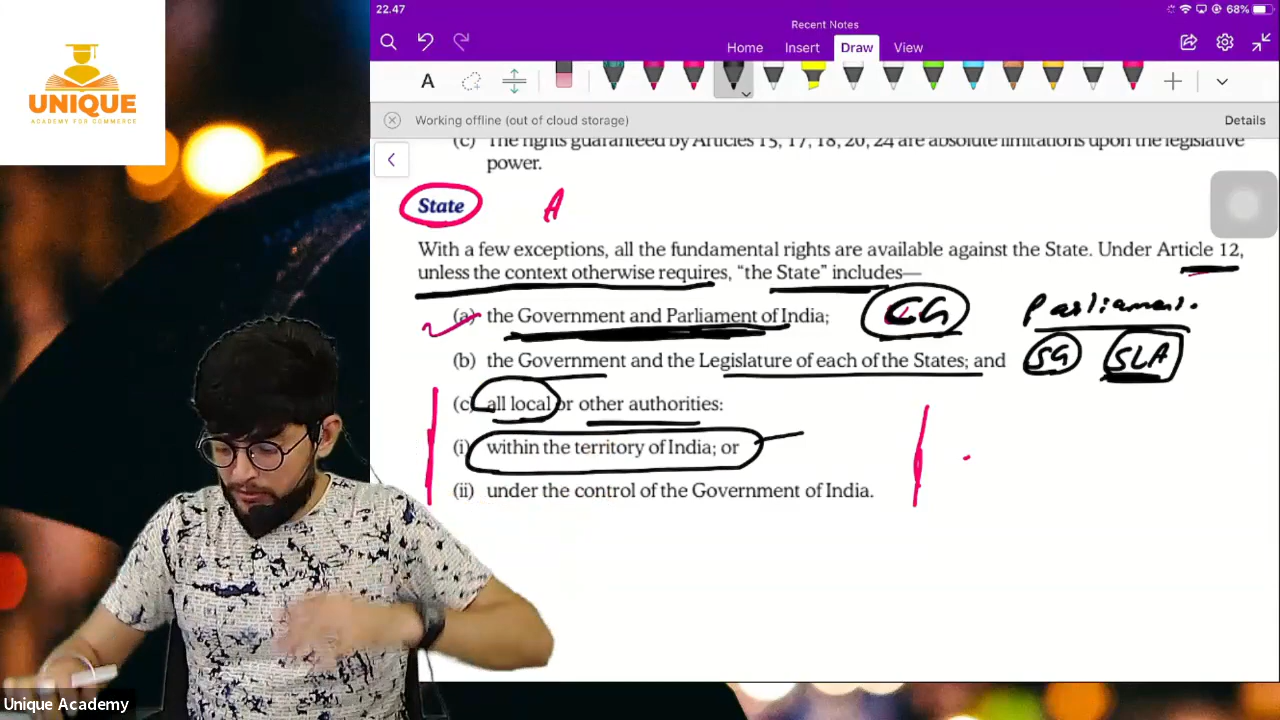 22.47
68%
Recent Notes
Home Insert Draw View
UNIQUE
ACADEMY FOR COMMERCE
A
Working offline (out of cloud storage)
Details
(c) The rights guaranteed by Articles 15, 17, 18, 20, 24 are absolute limitations upon the legislative
power.
State A
With a few exceptions, all the fundamental rights are available against the State. Under Article 12,
unless the context otherwise requires, “the State” includes—
(a) the Government and Parliament of India; CG Parliament.
(b) the Government and the Legislature of each of the States; and SG SLA
(c) all local or other authorities:
(i) within the territory of India; or
(ii) under the control of the Government of India.
Unique Academy